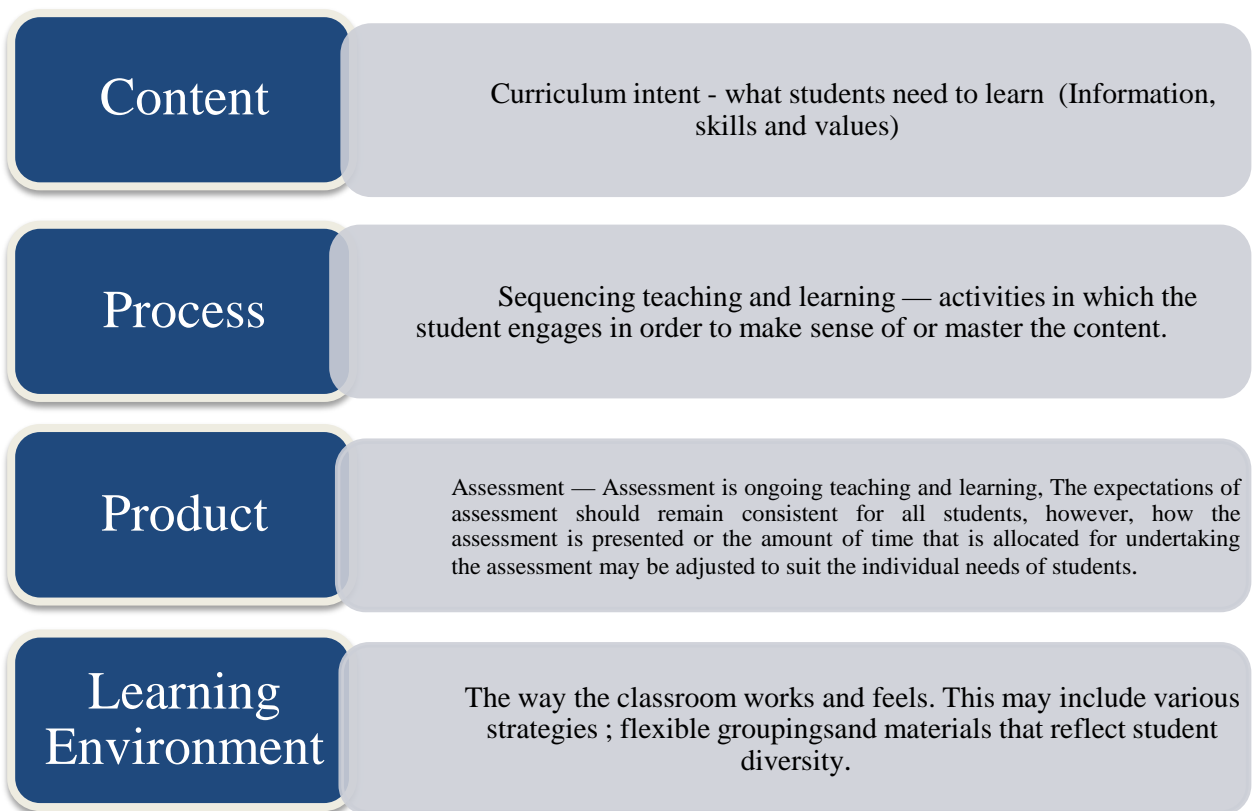 Content
Curriculum intent - what students need to learn  (Information,
skills and values)
Process
Sequencing teaching and learning — activities in which the
student engages in order to make sense of or master the content.
Product
Assessment — Assessment is ongoing teaching and learning, The expectations of
assessment should remain consistent for all students, however, how the
assessment is presented or the amount of time that is allocated for undertaking
the assessment may be adjusted to suit the individual needs of students.
Learning
Environment
The way the classroom works and feels. This may include various
strategies ; flexible groupingsand materials that reflect student
diversity.